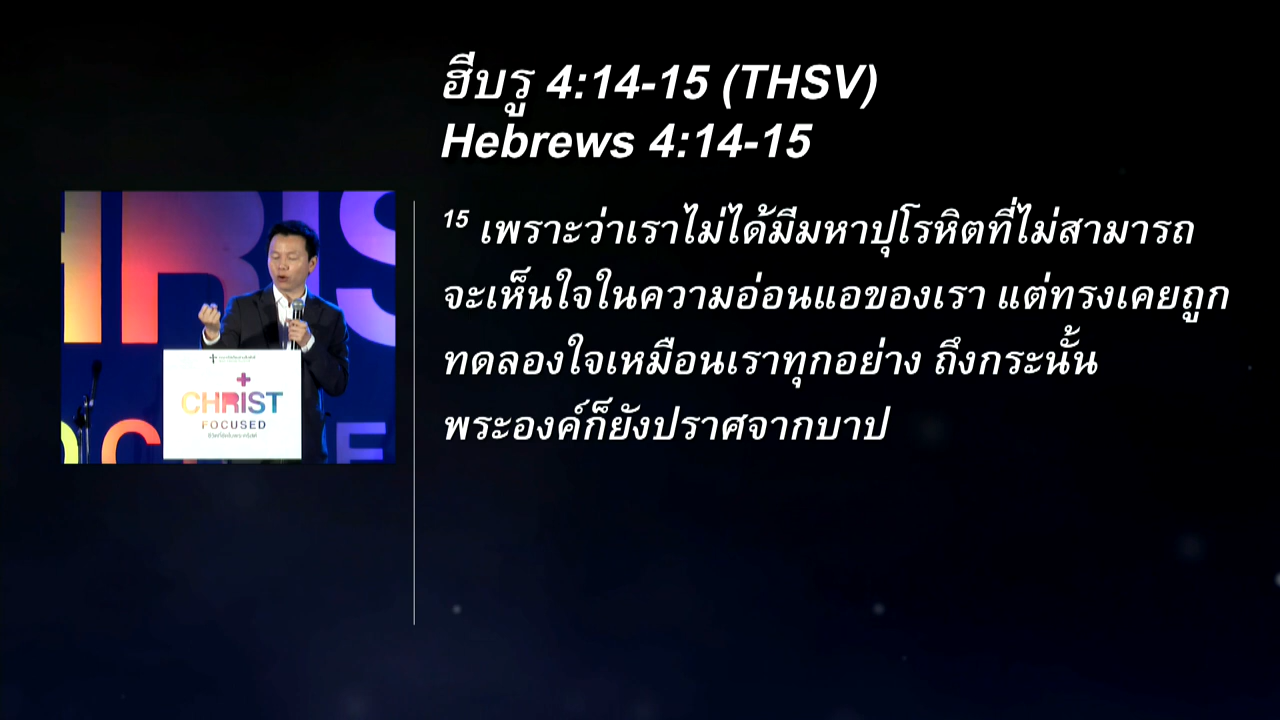 ฮีบรู 4:14-15 (THSV)
Hebrews 4:14-15
15 เพราะว่าเราไม่ได้มีมหาปุโรหิตที่ไม่สามารถ
จะเห็นใจในความอ่อนแอของเรา แต่ทรงเคยถูก
ทดลองใจเหมือนเราทุกอย่าง ถึงกระนั้น
พระองค์ก็ยังปราศจากบาป
HRIS
CHRIST
FOCUSED